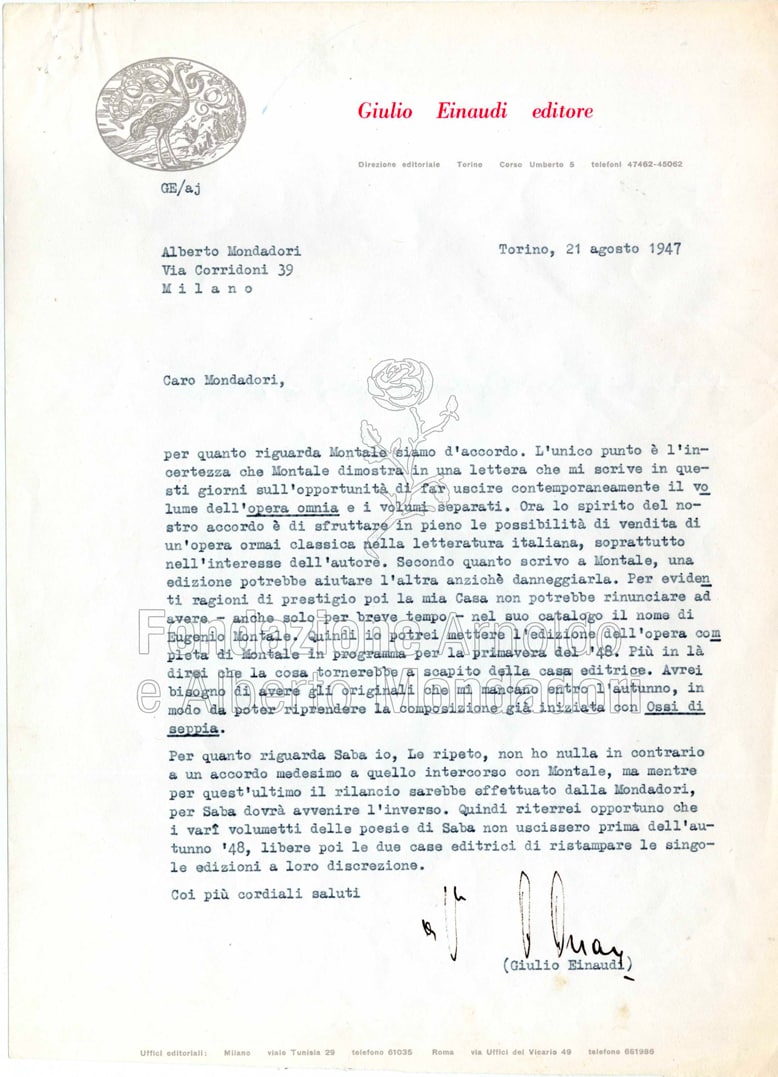 Giulio Einaudi editore
Direzione editoriale Torino Corso Umberto 5 telefoni 47462-45062
GE/aj
Alberto Mondadori
Via Corridoni 39
Milano
Torino, 21 agosto 1947
Caro Mondadori,
per quanto riguarda Montale siamo d'accordo. L'unico punto è l'in-
certezza che Montale dimostra in una lettera che mi scrive in que-
sti giorni sull'opportunità di far uscire contemporaneamente il vo
lume dell'opera omnia e i volumi separati. Ora lo spirito del no-
stro accordo è di sfruttare in pieno le possibilità di vendita di
un'opera ormai classica nella letteratura italiana, soprattutto
nell'interesse dell'autore. Secondo quanto scrivo a Montale, una
edizione potrebbe aiutare l'altra anzichè danneggiarla. Per eviden
ti ragioni di prestigio poi la mia Casa non potrebbe rinunciare ad
avere - anche solo per breve tempo - nel suo catalogo il nome di
Eugenio Montale. Quindi io potrei mettere l'edizione dell'opera com
pleta di Montale in programma per la primavera del '48. Più in là
direi che la cosa tornerebbe a scapito della casa editrice. Avrei
bisogno di avere gli originali che mi mancano entro l'autunno, in
modo da poter riprendere la composizione già iniziata con Ossi di
seppia.
Per quanto riguarda Saba io, Le ripeto, non ho nulla in contrario
a un accordo medesimo a quello intercorso con Montale, ma mentre
per quest'ultimo il rilancio sarebbe effettuato dalla Mondadori,
per Saba dovrà avvenire l'inverso. Quindi riterrei opportuno che
i varî volumetti delle poesie di Saba non uscissero prima dell'au-
tunno '48, libere poi le due case editrici di ristampare le singo-
le edizioni a loro discrezione.
Coi più cordiali saluti
(Giulio Einaudi)
Uffici editoriali: Milano viale Tunisia 29 telefono 61035 Roma via Uffici del Vicario 49 telefono 681986
Fondazione Arnoldo
e Alberto Mondadori